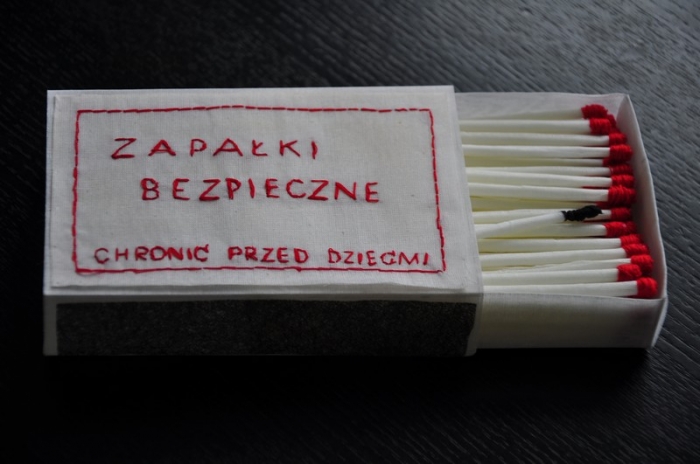 ZAPAŁKI
BEZPIECZNE
CHRONIĆ PRZED DZIEĆMI